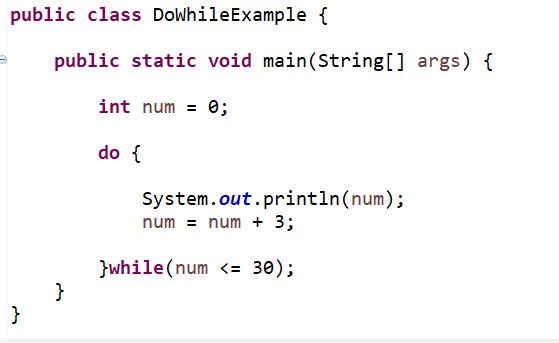 public class DoWhileExample {
public static void main(String[] args) {
int num = 0;
do {
System.out.println(num);
num = num + 3;
}while(num <= 30);
}
}